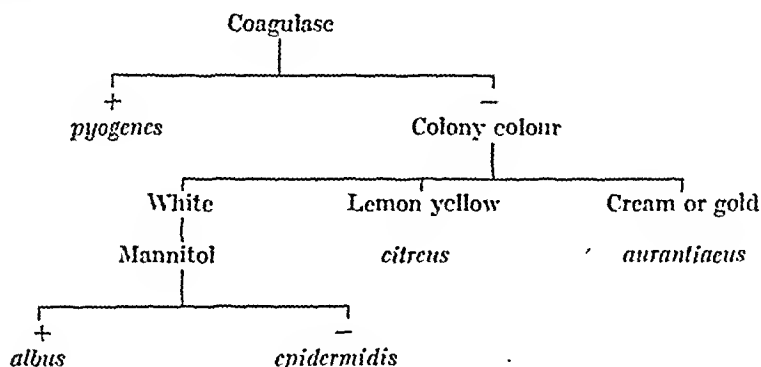 Coagulase
+ −
pyogenes Colony colour
White Lemon yellow Cream or gold
Mannitol citreus aurantiacus
+ −
albus epidermidis